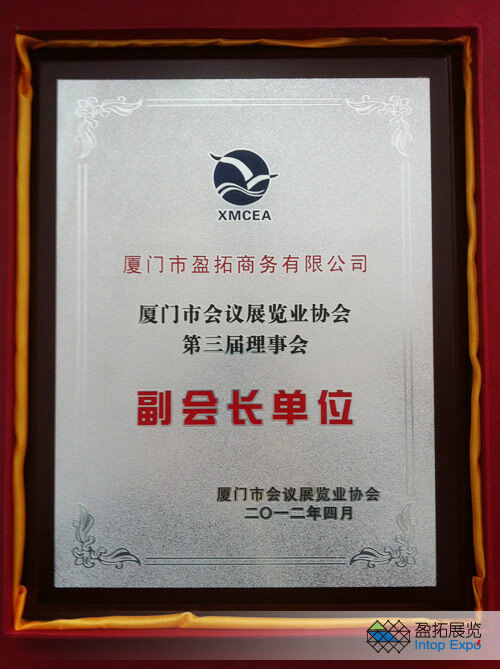 XMCEA
厦门市盈拓商务有限公司
厦门市会议展览业协会
第三届理事会
副会长单位
厦门市会议展览业协会
二〇一二年四月
盈拓展览
Intop Expo